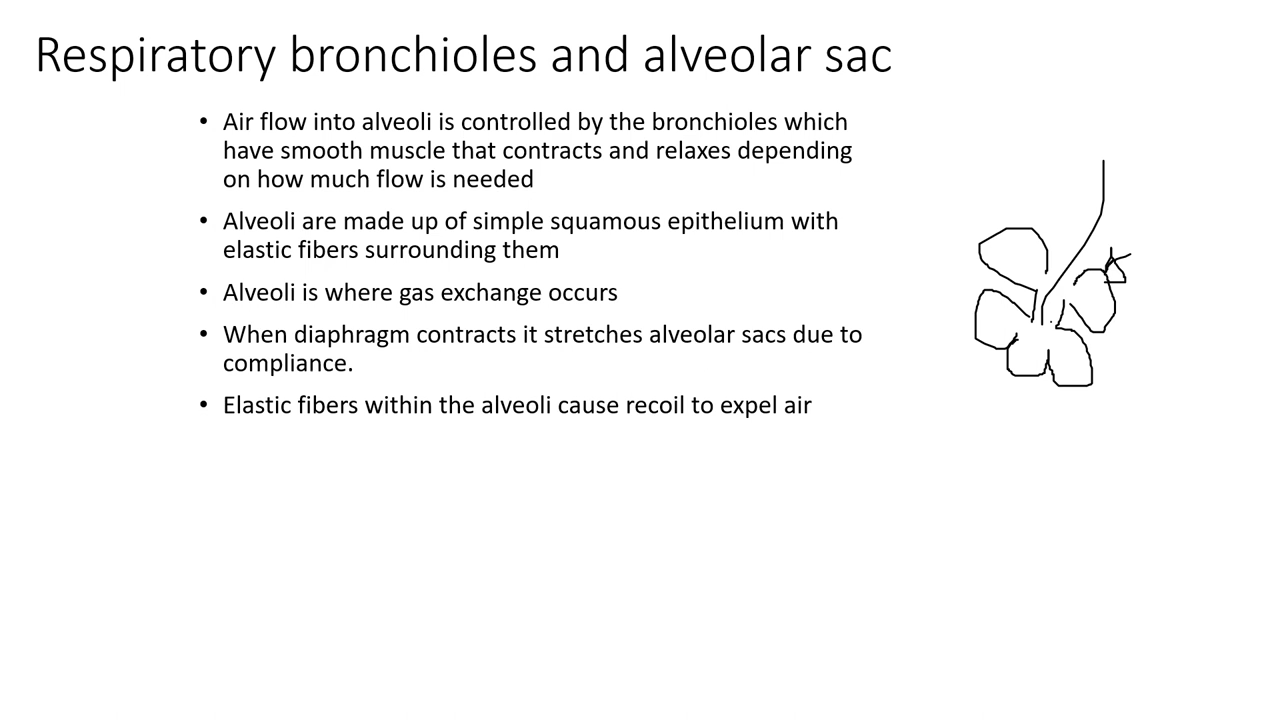 Respiratory bronchioles and alveolar sac
• Air flow into alveoli is controlled by the bronchioles which
have smooth muscle that contracts and relaxes depending
on how much flow is needed
• Alveoli are made up of simple squamous epithelium with
elastic fibers surrounding them
• Alveoli is where gas exchange occurs
• When diaphragm contracts it stretches alveolar sacs due to
compliance.
• Elastic fibers within the alveoli cause recoil to expel air